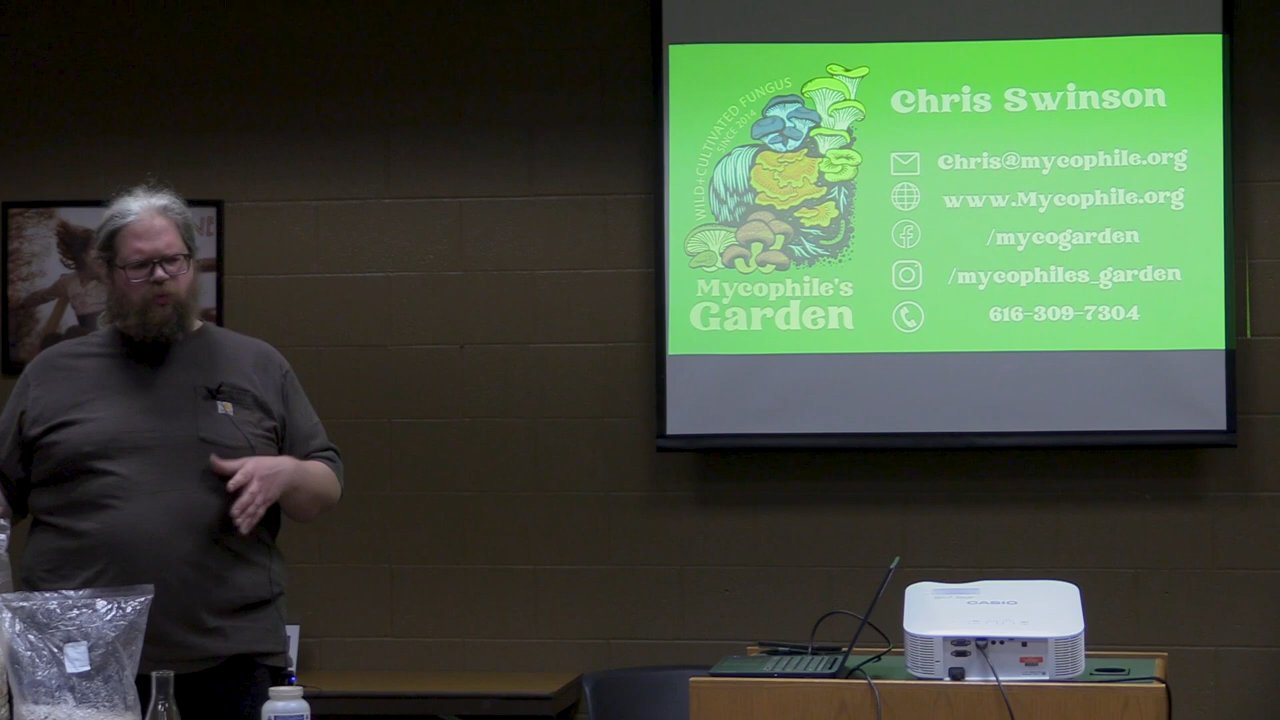 WILD+CULTIVATED FUNGUS
SINCE 2014
Mycophile's
Garden
Chris Swinson
Chris@mycophile.org
www.Mycophile.org
/mycogarden
/mycophiles_garden
616-309-7304
CASIO